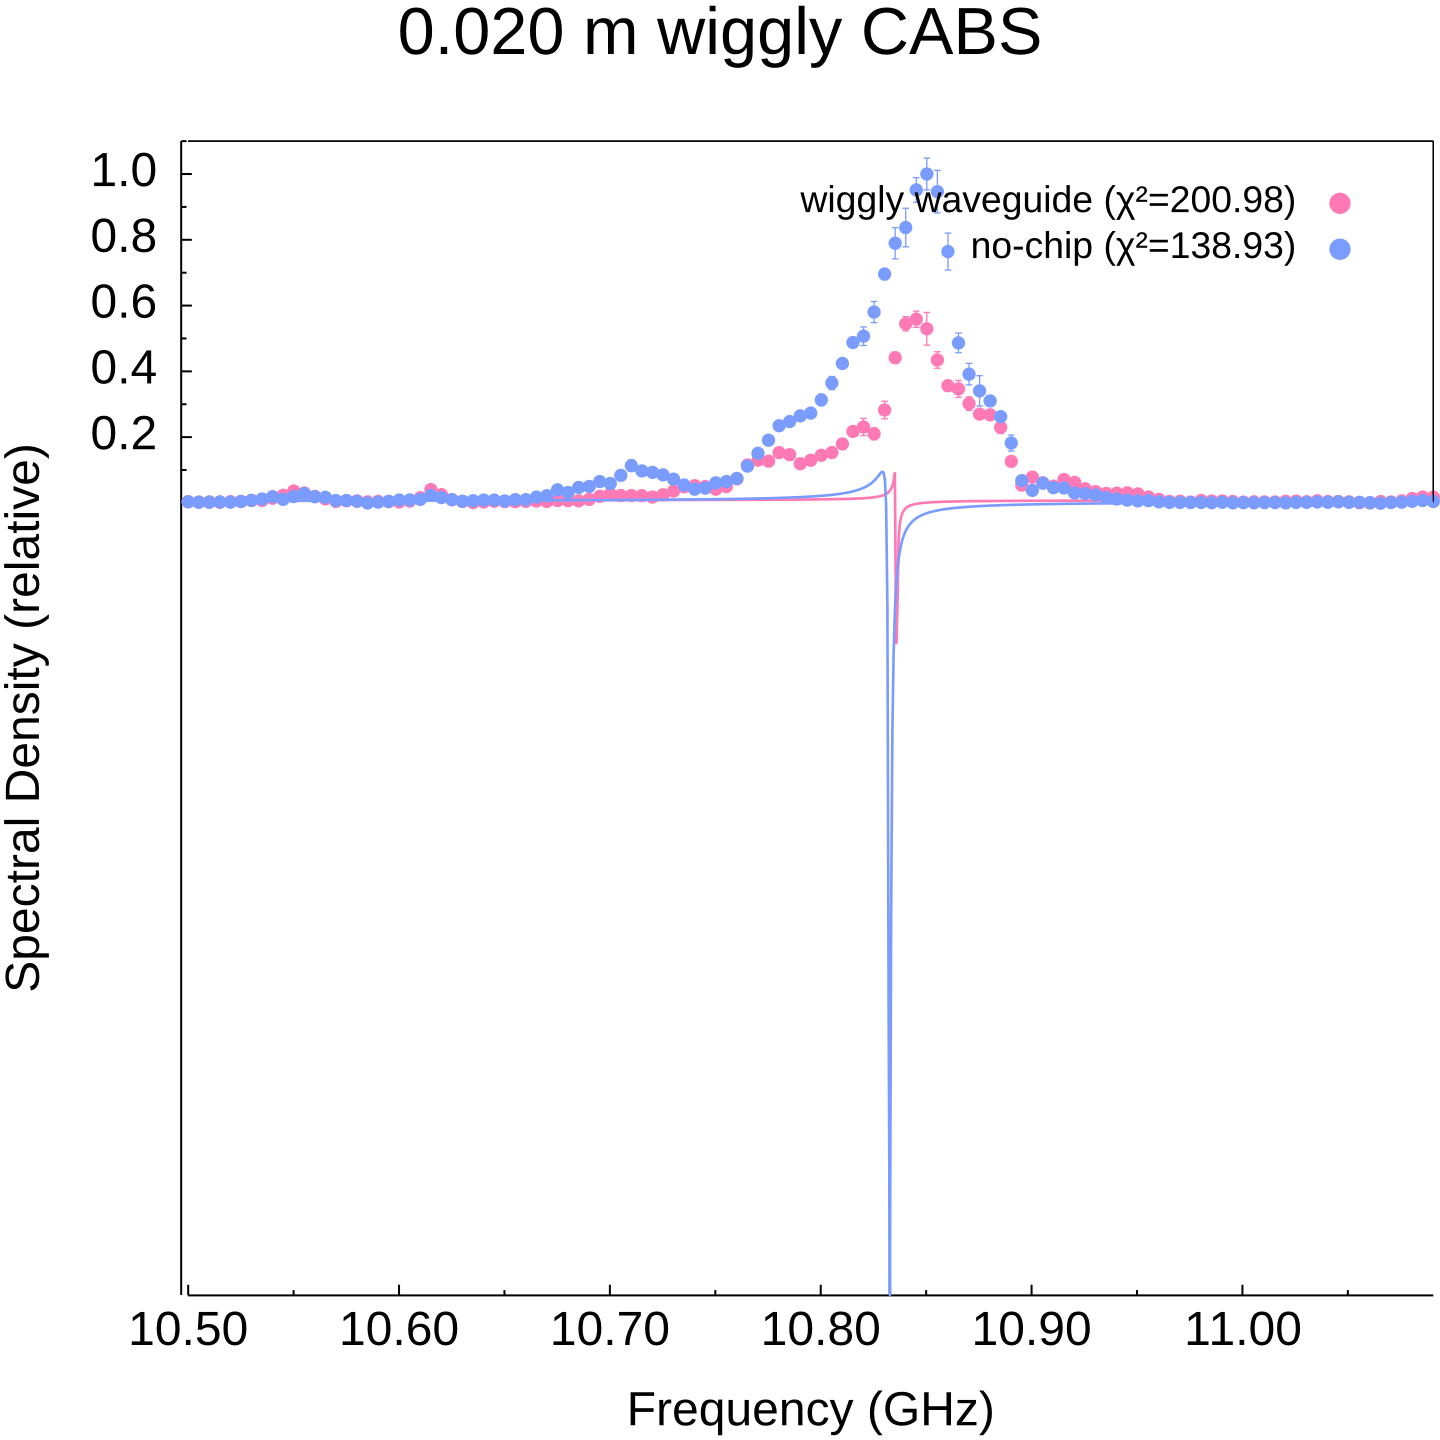 0.020 m wiggly CABS
1.0
0.8
0.6
0.4
0.2
wiggly waveguide (χ²=200.98)
no-chip (χ²=138.93)
Spectral Density (relative)
10.50 10.60 10.70 10.80 10.90 11.00
Frequency (GHz)